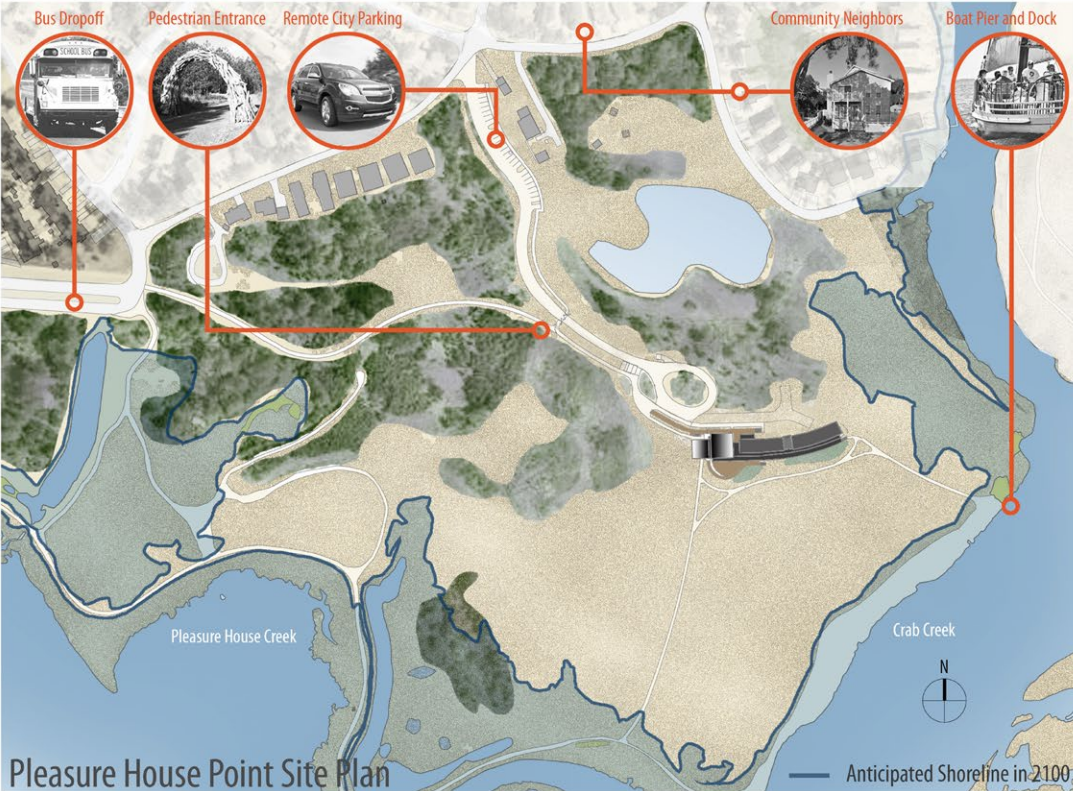 Bus Dropoff
Pedestrian Entrance
Remote City Parking
Community Neighbors
Boat Pier and Dock
SCHOOL BUS
Pleasure House Creek
Crab Creek
N
Pleasure House Point Site Plan
Anticipated Shoreline in 2100